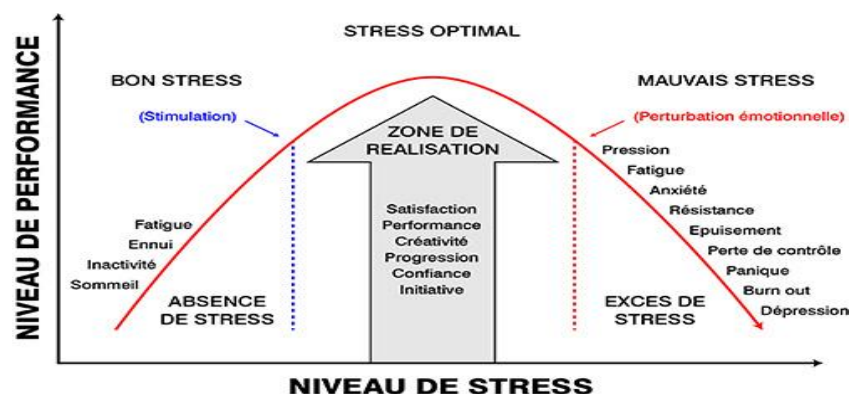 STRESS OPTIMAL
BON STRESS
MAUVAIS STRESS
(Stimulation)
(Perturbation émotionnelle)
ZONE DE
REALISATION
Satisfaction
Performance
Créativité
Progression
Confiance
Initiative
Fatigue
Ennui
Inactivité
Sommeil
ABSENCE
DE STRESS
Pression
Fatigue
Anxiété
Résistance
Epuisement
Perte de contrôle
Panique
Burn out
Dépression
EXCES DE
STRESS
NIVEAU DE PERFORMANCE
NIVEAU DE STRESS